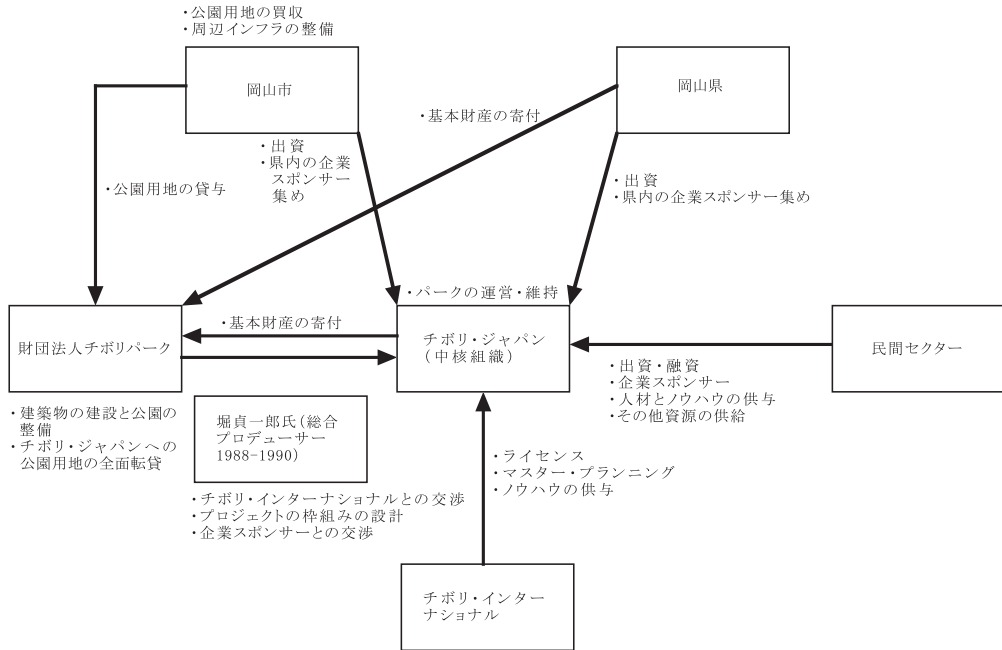 ・公園用地の買収
・周辺インフラの整備
岡山市
岡山県
・基本財産の寄付
・出資
・県内の企業
スポンサー
集め
・公園用地の貸与
・出資
・県内の企業スポンサー集め
・パークの運営・維持
・基本財産の寄付
財団法人チボリパーク
チボリ・ジャパン
(中核組織)
民間セクター
・出資・融資
・企業スポンサー
・人材とノウハウの供与
・その他資源の供給
・建築物の建設と公園の
整備
・チボリ・ジャパンへの
公園用地の全面転貸
堀貞一郎氏(総合
プロデューサー
1988-1990)
・チボリ・インターナショナルとの交渉
・プロジェクトの枠組みの設計
・企業スポンサーとの交渉
・ライセンス
・マスター・プランニング
・ノウハウの供与
チボリ・インター
ナショナル